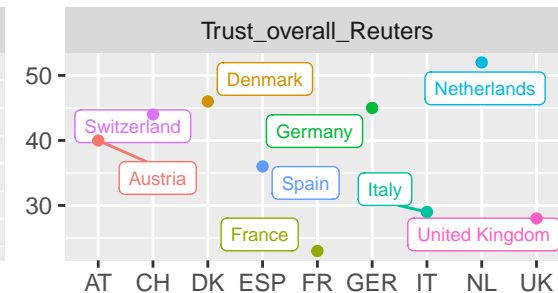 Trust_overall_Reuters
50
40
30
Denmark
Netherlands
Switzerland
Germany
Austria
Spain
Italy
France
United Kingdom
AT CH DK ESP FR GER IT NL UK